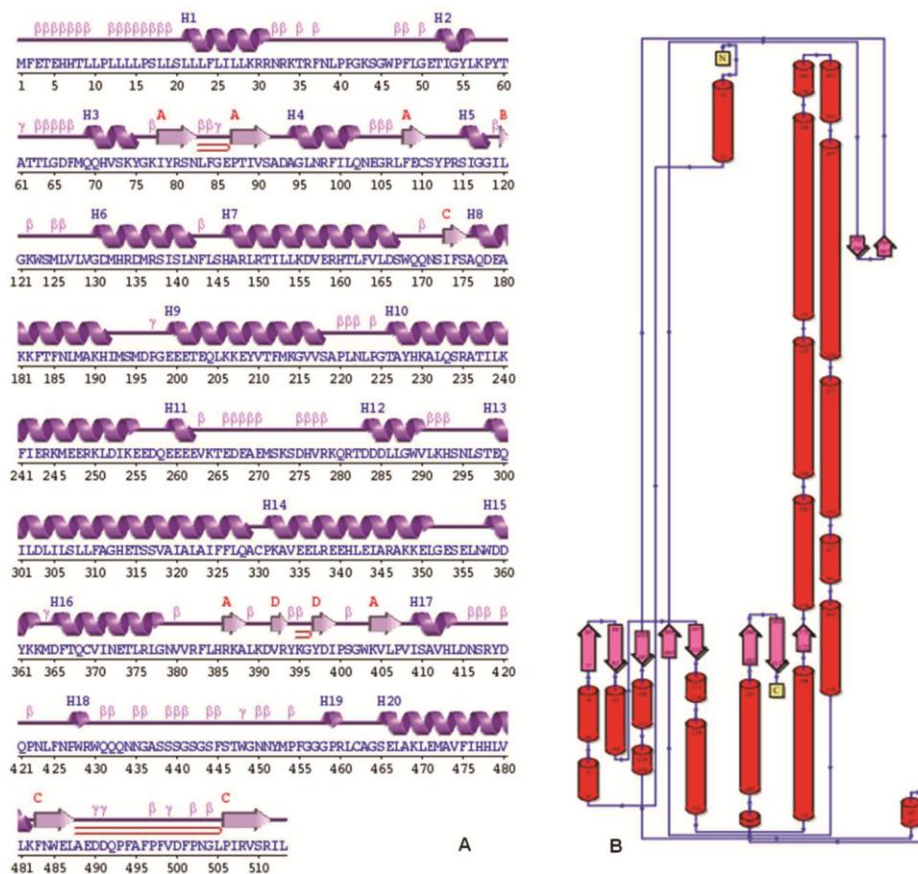 H1 H2
βββββββ ββββββββ ββ β β ββ β
MFETEHHTLLPLLLLPSLLSLLLFLILLKRRNRKTRFNLPPGKSGWPFLGETIGYLKPYT
1 5 10 15 20 25 30 35 40 45 50 55 60
H3 A A H4 A H5 B
γ βββββ β ββγ βββ β
ATTLGDFMQQHVSKYGKIYRSNLFGEPTIVSADAGLNRFILQNEGRLFECSYPRSIGGIL
61 65 70 75 80 85 90 95 100 105 110 115 120
H6 H7 C H8
β ββ β β
GKWSMLVLVGDMHRDMRSISLNFLSHARLRTILLKDVERHTLFVLDSWQQNSIFSAQDEA
121 125 130 135 140 145 150 155 160 165 170 175 180
H9 H10
γ βββ β
KKFTFNLMAKHIMSMDFGEEETEQLKKEYVTFMKGVVSAPLNLPGTAYHKALQSRATILK
181 185 190 195 200 205 210 215 220 225 230 235 240
H11 H12 H13
β βββββ ββββ βββ
FIERKMEERKLDIKEEDQEEEEVKTEDEAEMSKSDHVRKQRTDDDLLGWVLKHSNLSTEQ
241 245 250 255 260 265 270 275 280 285 290 295 300
H14 H15
ILDLILSLLFAGHETSSVAIALAIFFLQACPKAVEELREEHLEIARAKKELGESELNWDD
301 305 310 315 320 325 330 335 340 345 350 355 360
H16 A D D A H17
γ β β ββ β βββ β
YKKMDFTQCVINETLRLGNVVRFLHRKALKDVRYKGYDIPSGWKVLPVISAVHLDNSRYD
361 365 370 375 380 385 390 395 400 405 410 415 420
H18 H19 H20
β ββ ββ βββ ββ γ ββ β
QPNLFNPWRWQQQNNGASSSGSGSFSTWGNNYMPFGGGPRLCAGSELAKLEMAVFIHHLV
421 425 430 435 440 445 450 455 460 465 470 475 480
C C
β γγ β β β β
LKFNWELAEDDQPFAFPFVDFPNGLPIRVSRIL
481 485 490 495 500 505 510
A
N
C
B